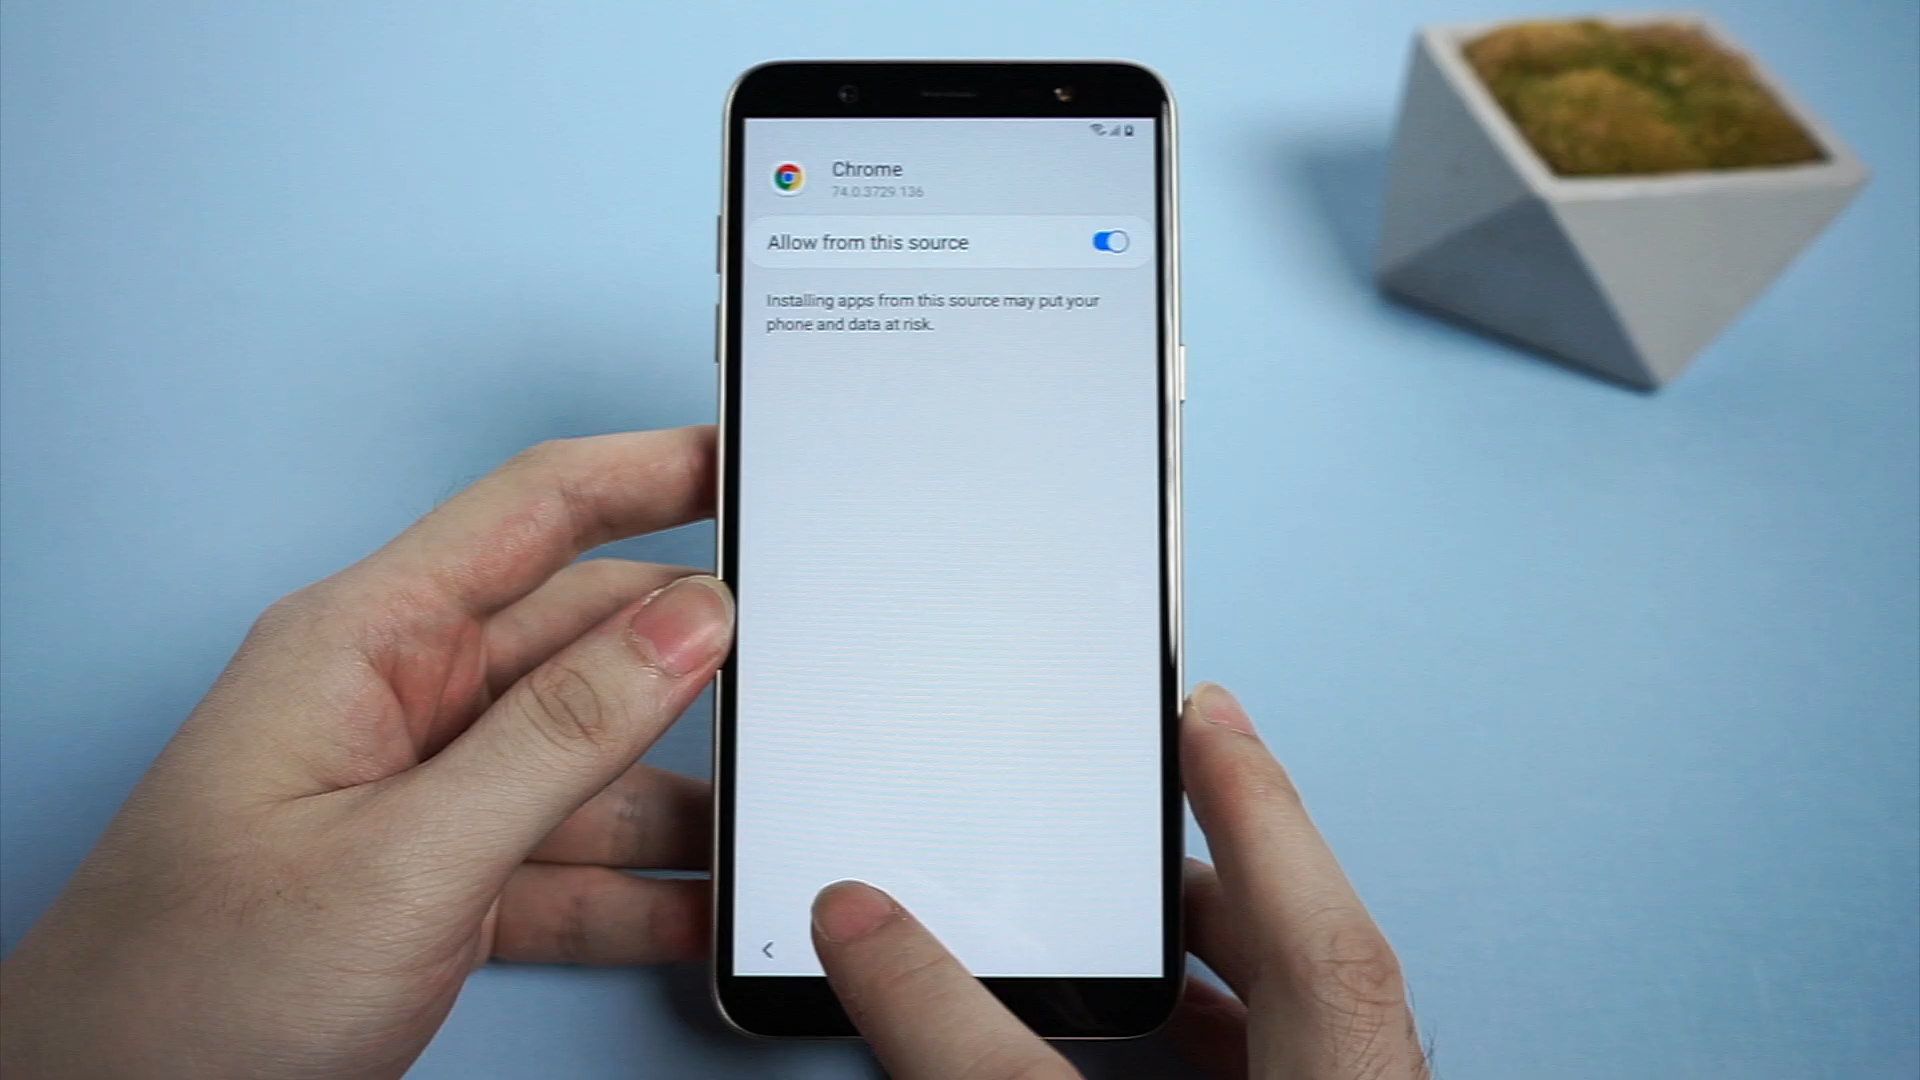 Chrome
74.0.3729.136
Allow from this source
Installing apps from this source may put your
phone and data at risk.